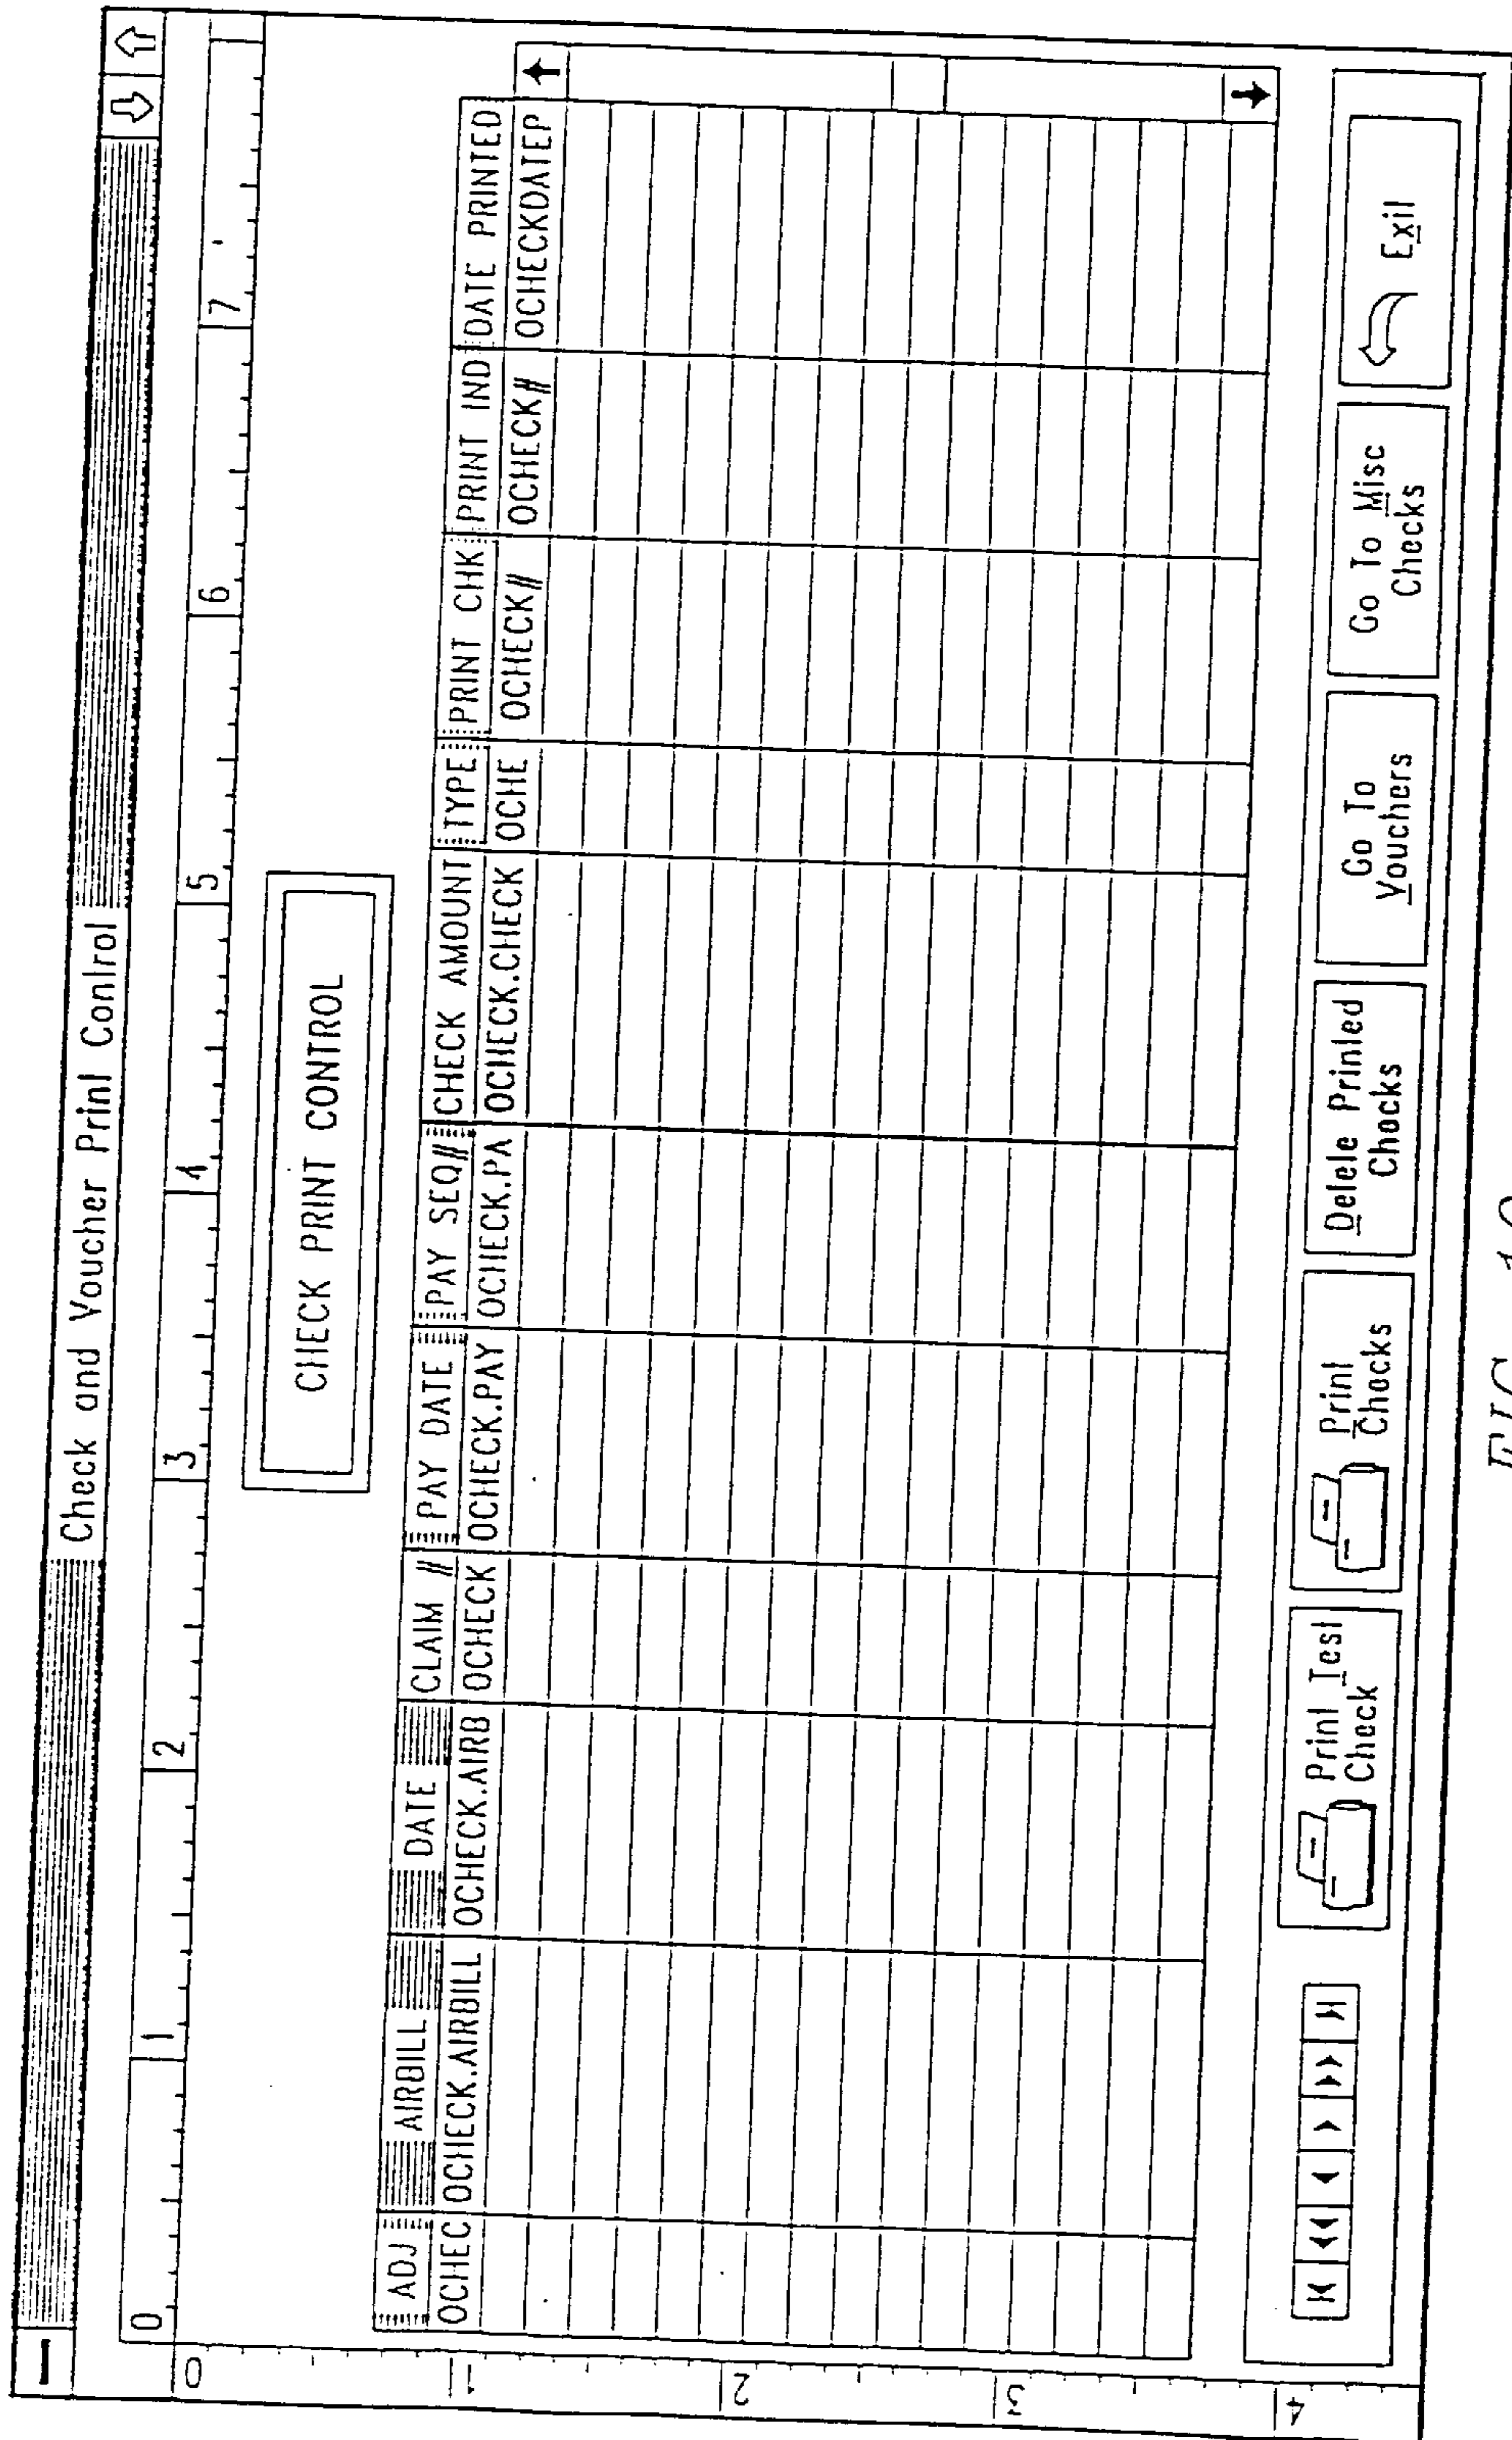 Check and Voucher Print Control
0 1 2 3 4 5 6 7
CHECK PRINT CONTROL
ADJ AIRBILL DATE CLAIM # PAY DATE PAY SEQ# CHECK AMOUNT TYPE PRINT CHK PRINT IND DATE PRINTED
OCHEC OCHECK.AIRBILL OCHECK.AIRB OCHECK OCHECK.PAY OCHECK.PA OCHECK.CHECK OCHE OCHECK# OCHECK# OCHECKDATEP
0
1
2
3
4
Print Test Check
Print Checks
Delete Printed Checks
Go To Vouchers
Go To Misc Checks
Exit